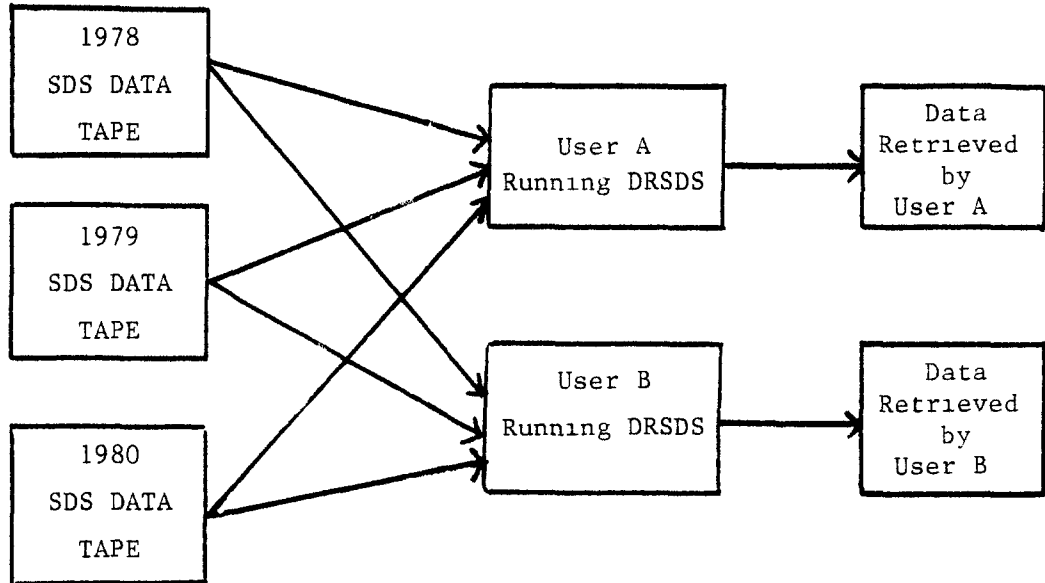 1978
SDS DATA
TAPE
1979
SDS DATA
TAPE
1980
SDS DATA
TAPE
User A
Running DRSDS
User B
Running DRSDS
Data
Retrieved
by
User A
Data
Retrieved
by
User B